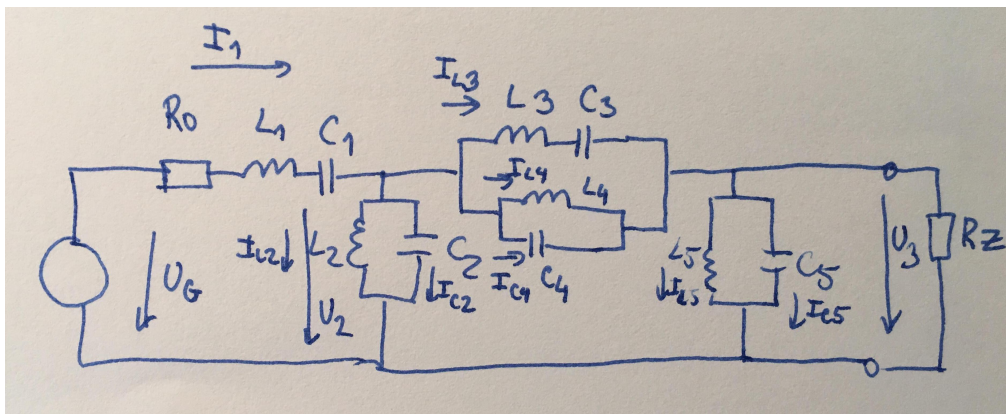 I1
IL3
R0 L1 C1 L3 C3
IL4
L4
UG IL2 L2 U2 C2 IC2 IC4 C4 L5 IL5 C5 IC5 U3 RZ